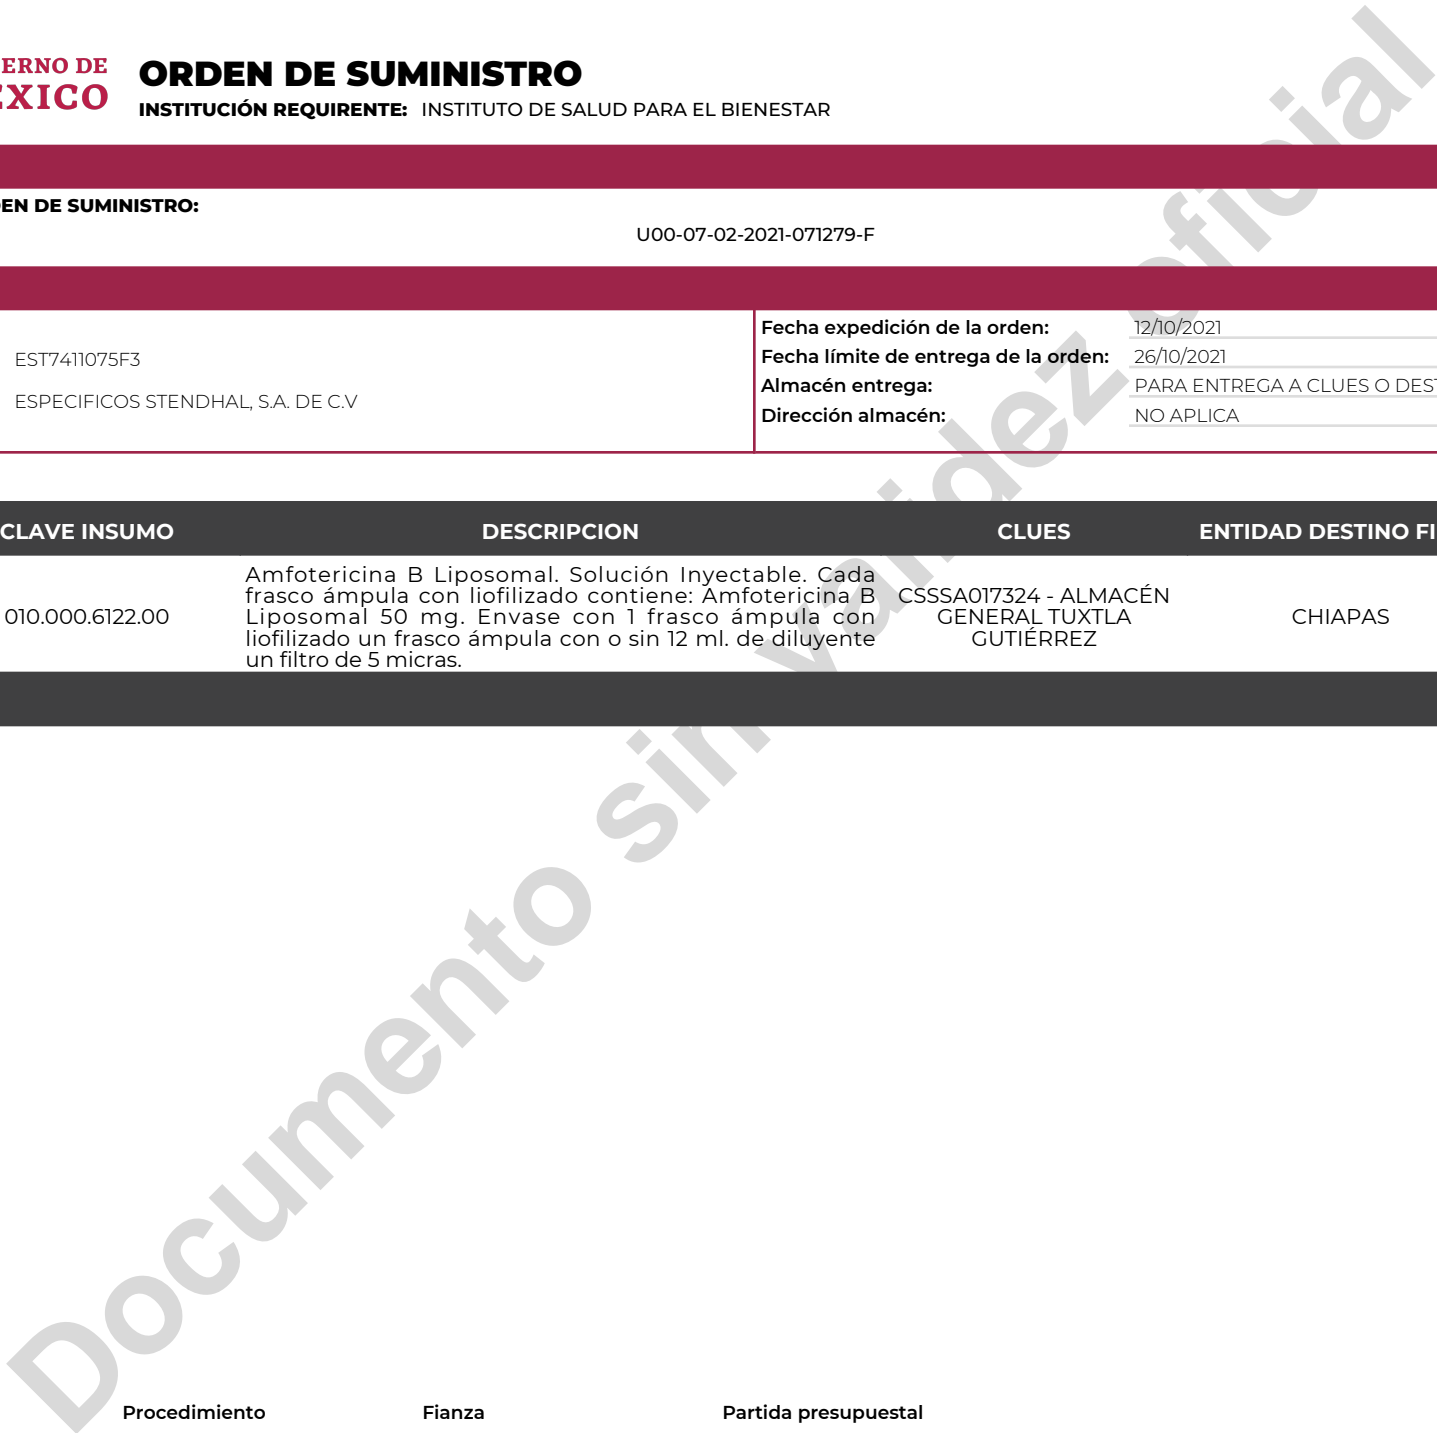 ERNO DE
EXICO
ORDEN DE SUMINISTRO
INSTITUCIÓN REQUIRENTE: INSTITUTO DE SALUD PARA EL BIENESTAR
EN DE SUMINISTRO:
U00-07-02-2021-071279-F
EST7411075F3
ESPECIFICOS STENDHAL, S.A. DE C.V
Fecha expedición de la orden: 12/10/2021
Fecha límite de entrega de la orden: 26/10/2021
Almacén entrega: PARA ENTREGA A CLUES O DEST
Dirección almacén: NO APLICA
CLAVE INSUMO DESCRIPCION CLUES ENTIDAD DESTINO FI
010.000.6122.00
Amfotericina B Liposomal. Solución Inyectable. Cada
frasco ámpula con liofilizado contiene: Amfotericina B
Liposomal 50 mg. Envase con 1 frasco ámpula con
liofilizado un frasco ámpula con o sin 12 ml. de diluyente
un filtro de 5 micras.
CSSSA017324 - ALMACÉN
GENERAL TUXTLA
GUTIÉRREZ
CHIAPAS
Documento sin validez oficial
Procedimiento Fianza Partida presupuestal